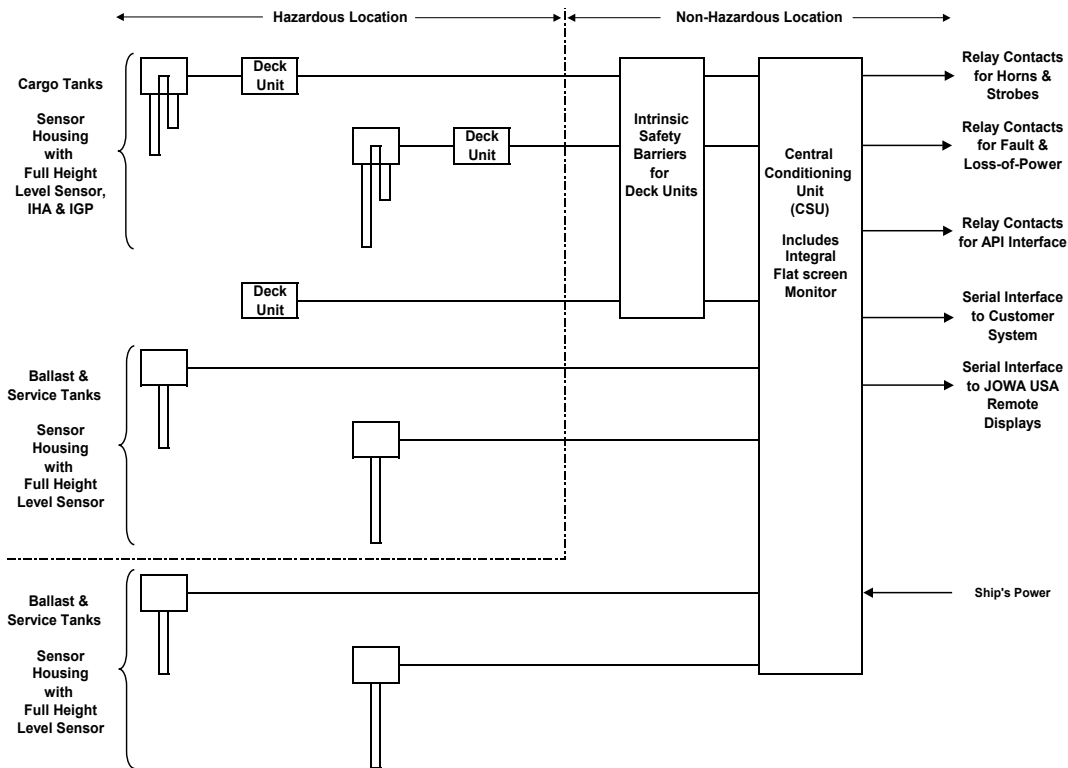 Hazardous Location
Non-Hazardous Location
Cargo Tanks
Sensor
Housing
with
Full Height
Level Sensor,
IHA & IGP
Deck
Unit
Deck
Unit
Deck
Unit
Intrinsic
Safety
Barriers
for
Deck Units
Central
Conditioning
Unit
(CSU)
Includes
Integral
Flat screen
Monitor
Relay Contacts
for Horns &
Strobes
Relay Contacts
for Fault &
Loss-of-Power
Relay Contacts
for API Interface
Serial Interface
to Customer
System
Serial Interface
to JOWA USA
Remote
Displays
Ballast &
Service Tanks
Sensor
Housing
with
Full Height
Level Sensor
Ballast &
Service Tanks
Sensor
Housing
with
Full Height
Level Sensor
Ship's Power